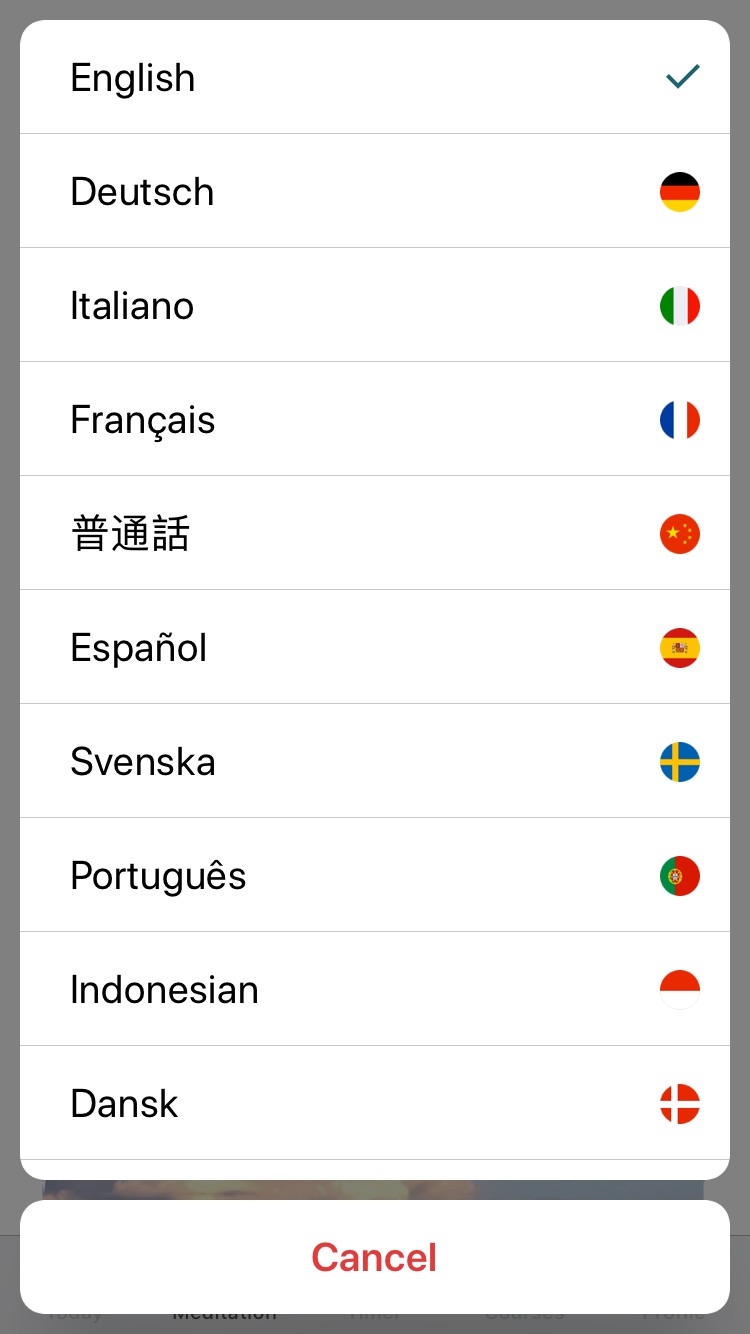 English
Deutsch
Italiano
Français
普通話
Español
Svenska
Português
Indonesian
Dansk
Cancel
Today Meditation Timer Courses Profile